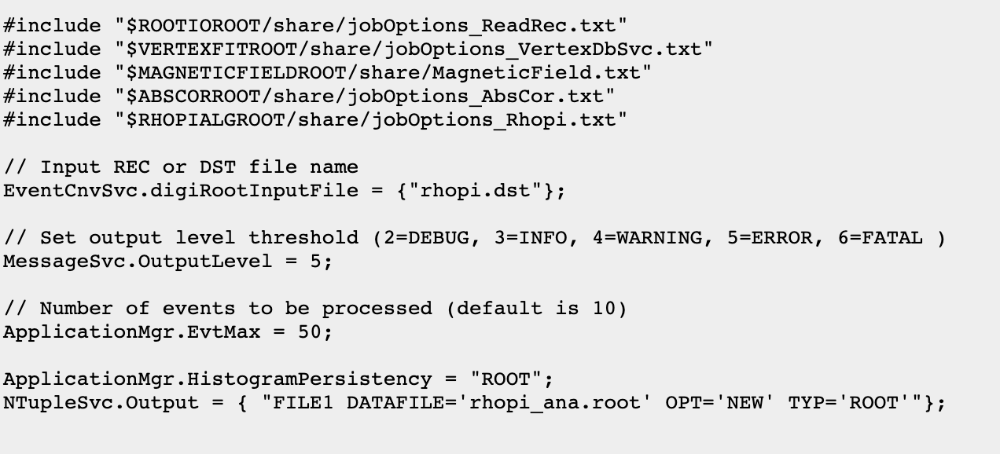 #include "$ROOTIOROOT/share/jobOptions_ReadRec.txt"
#include "$VERTEXFITROOT/share/jobOptions_VertexDbSvc.txt"
#include "$MAGNETICFIELDROOT/share/MagneticField.txt"
#include "$ABSCORROOT/share/jobOptions_AbsCor.txt"
#include "$RHOPIALGROOT/share/jobOptions_Rhopi.txt"
// Input REC or DST file name
EventCnvSvc.digiRootInputFile = {"rhopi.dst"};
// Set output level threshold (2=DEBUG, 3=INFO, 4=WARNING, 5=ERROR, 6=FATAL )
MessageSvc.OutputLevel = 5;
// Number of events to be processed (default is 10)
ApplicationMgr.EvtMax = 50;
ApplicationMgr.HistogramPersistency = "ROOT";
NTupleSvc.Output = { "FILE1 DATAFILE='rhopi_ana.root' OPT='NEW' TYP='ROOT'"};